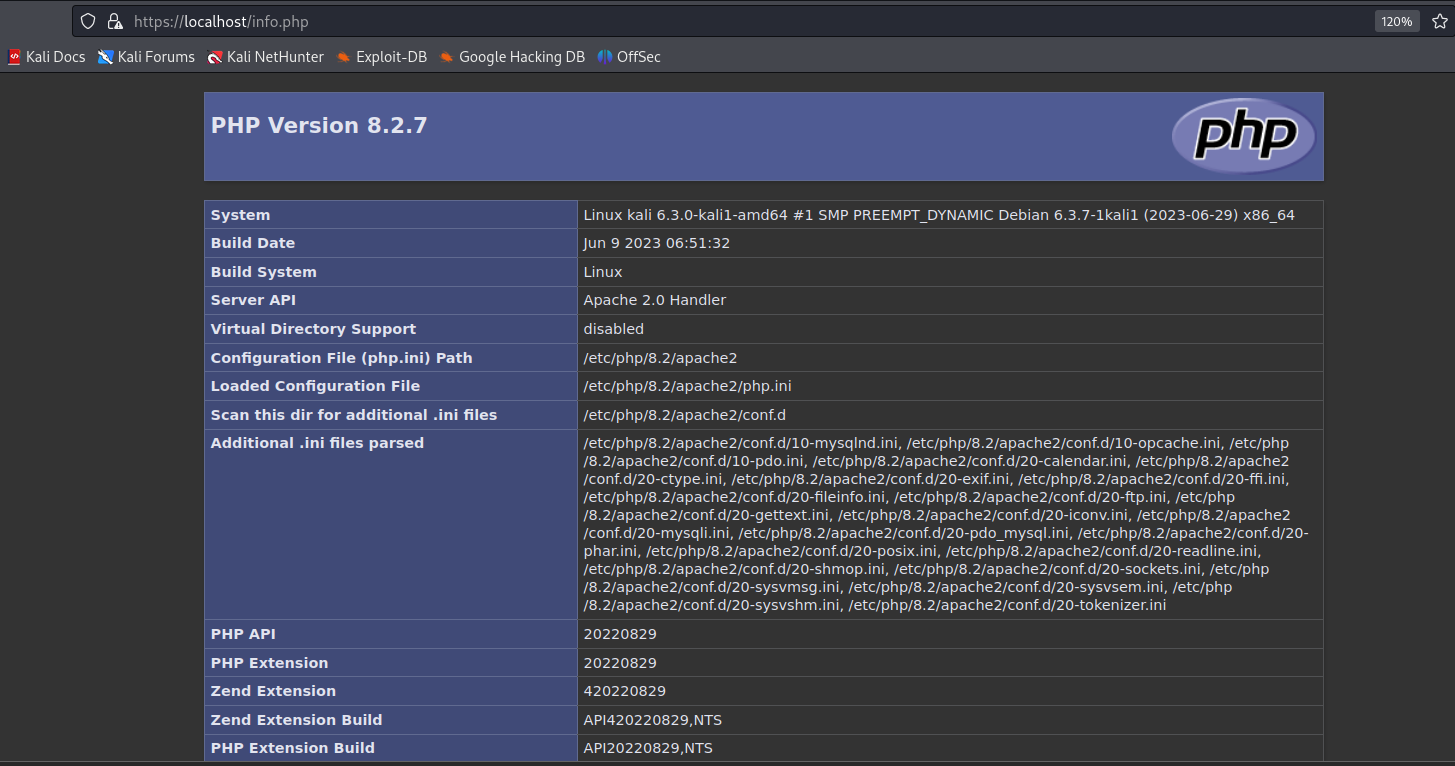 https://localhost/info.php 120%
Kali Docs Kali Forums Kali NetHunter Exploit-DB Google Hacking DB OffSec
PHP Version 8.2.7 php
System Linux kali 6.3.0-kali1-amd64 #1 SMP PREEMPT_DYNAMIC Debian 6.3.7-1kali1 (2023-06-29) x86_64
Build Date Jun 9 2023 06:51:32
Build System Linux
Server API Apache 2.0 Handler
Virtual Directory Support disabled
Configuration File (php.ini) Path /etc/php/8.2/apache2
Loaded Configuration File /etc/php/8.2/apache2/php.ini
Scan this dir for additional .ini files /etc/php/8.2/apache2/conf.d
Additional .ini files parsed /etc/php/8.2/apache2/conf.d/10-mysqlnd.ini, /etc/php/8.2/apache2/conf.d/10-opcache.ini, /etc/php
/8.2/apache2/conf.d/10-pdo.ini, /etc/php/8.2/apache2/conf.d/20-calendar.ini, /etc/php/8.2/apache2
/conf.d/20-ctype.ini, /etc/php/8.2/apache2/conf.d/20-exif.ini, /etc/php/8.2/apache2/conf.d/20-ffi.ini,
/etc/php/8.2/apache2/conf.d/20-fileinfo.ini, /etc/php/8.2/apache2/conf.d/20-ftp.ini, /etc/php
/8.2/apache2/conf.d/20-gettext.ini, /etc/php/8.2/apache2/conf.d/20-iconv.ini, /etc/php/8.2/apache2
/conf.d/20-mysqli.ini, /etc/php/8.2/apache2/conf.d/20-pdo_mysql.ini, /etc/php/8.2/apache2/conf.d/20-
phar.ini, /etc/php/8.2/apache2/conf.d/20-posix.ini, /etc/php/8.2/apache2/conf.d/20-readline.ini,
/etc/php/8.2/apache2/conf.d/20-shmop.ini, /etc/php/8.2/apache2/conf.d/20-sockets.ini, /etc/php
/8.2/apache2/conf.d/20-sysvmsg.ini, /etc/php/8.2/apache2/conf.d/20-sysvsem.ini, /etc/php
/8.2/apache2/conf.d/20-sysvshm.ini, /etc/php/8.2/apache2/conf.d/20-tokenizer.ini
PHP API 20220829
PHP Extension 20220829
Zend Extension 420220829
Zend Extension Build API420220829,NTS
PHP Extension Build API20220829,NTS